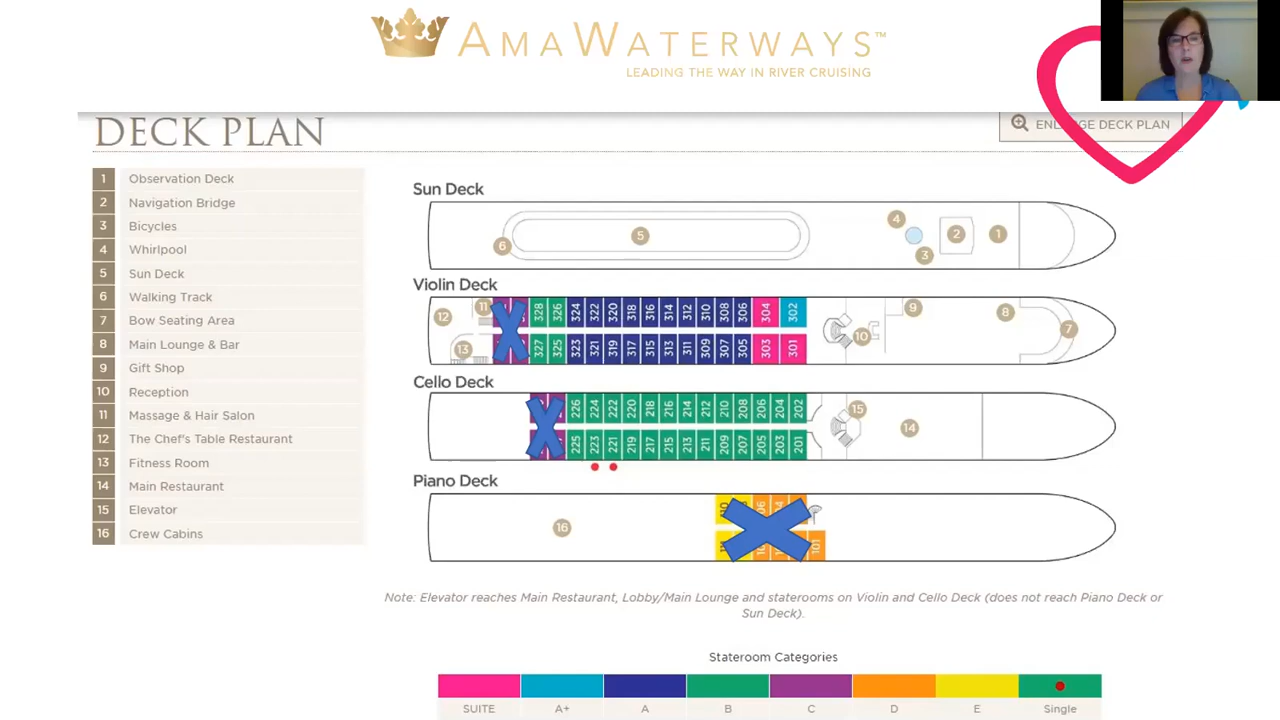 AMAWATERWAYS™
LEADING THE WAY IN RIVER CRUISING
DECK PLAN
DECK PLAN
1 Observation Deck
2 Navigation Bridge
3 Bicycles
4 Whirlpool
5 Sun Deck
6 Walking Track
7 Bow Seating Area
8 Main Lounge & Bar
9 Gift Shop
10 Reception
11 Massage & Hair Salon
12 The Chef's Table Restaurant
13 Fitness Room
14 Main Restaurant
15 Elevator
16 Crew Cabins
Sun Deck
6 5 4 3 2 1
Violin Deck
12 11 328 326 324 322 320 318 316 314 312 310 308 306 304 302 9 8 7
13 327 325 323 321 319 317 315 313 311 309 307 305 303 301 10
Cello Deck
226 224 222 220 218 216 214 212 210 208 206 204 202 15 14
225 223 221 219 217 215 213 211 209 207 205 203 201
Piano Deck
16
101
Note: Elevator reaches Main Restaurant, Lobby/Main Lounge and staterooms on Violin and Cello Deck (does not reach Piano Deck or
Sun Deck).
Stateroom Categories
SUITE A+ A B C D E Single